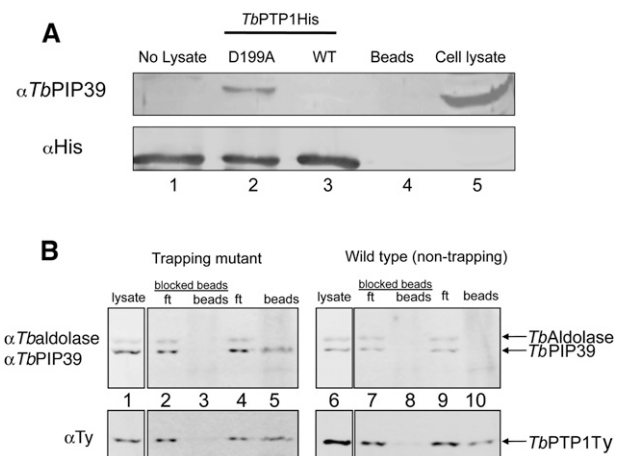 A
TbPTP1His
No Lysate D199A WT Beads Cell lysate
αTbPIP39
αHis
1 2 3 4 5
B
Trapping mutant Wild type (non-trapping)
blocked beads blocked beads
lysate ft beads ft beads lysate ft beads ft beads
αTbaldolase TbAldolase
αTbPIP39 TbPIP39
1 2 3 4 5 6 7 8 9 10
αTy TbPTP1Ty